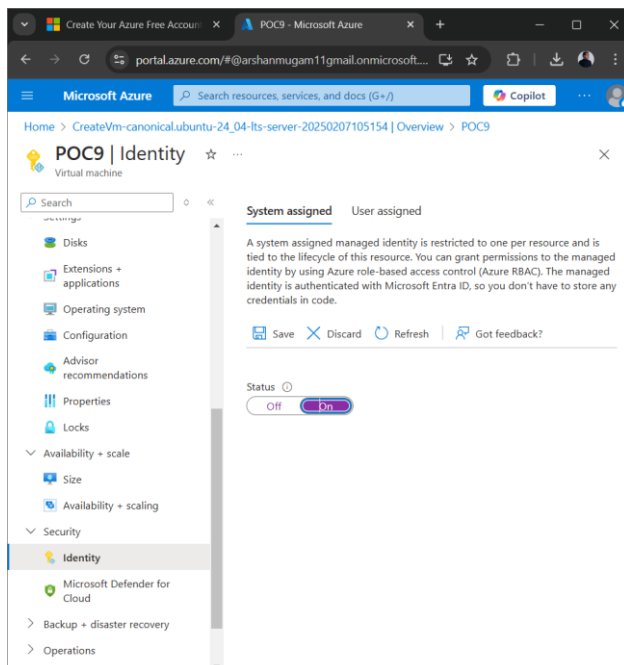 Create Your Azure Free Accoun
POC9 - Microsoft Azure
portal.azure.com/#@arshanmugam11gmail.onmicrosoft....
Microsoft Azure
Search resources, services, and docs (G+/)
Copilot
Home > CreateVm-canonical.ubuntu-24_04-lts-server-20250207105154 | Overview > POC9
POC9 | Identity
Virtual machine
Search
Settings
Disks
Extensions +
applications
Operating system
Configuration
Advisor
recommendations
Properties
Locks
Availability + scale
Size
Availability + scaling
Security
Identity
Microsoft Defender for
Cloud
Backup + disaster recovery
Operations
System assigned User assigned
A system assigned managed identity is restricted to one per resource and is
tied to the lifecycle of this resource. You can grant permissions to the managed
identity by using Azure role-based access control (Azure RBAC). The managed
identity is authenticated with Microsoft Entra ID, so you don't have to store any
credentials in code.
Save Discard Refresh Got feedback?
Status
Off On